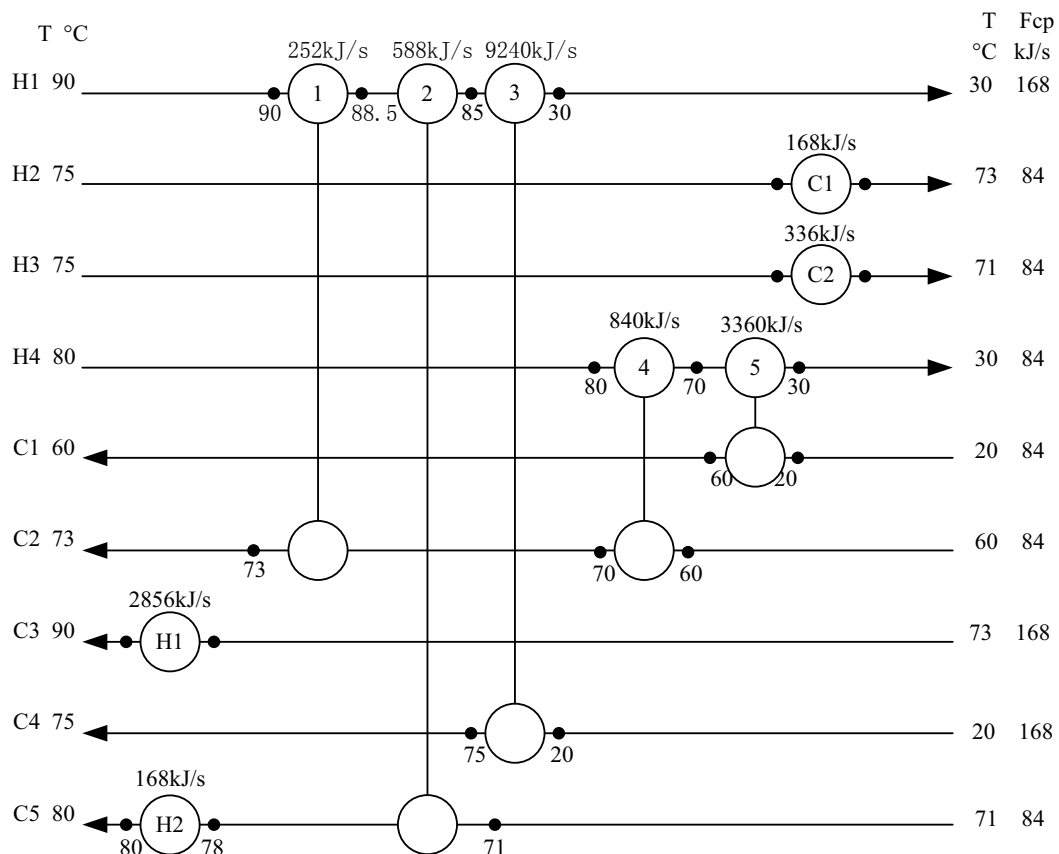 T °C
T Fcp
°C kJ/s
252kJ/s 588kJ/s 9240kJ/s
H1 90 1 2 3 30 168
90 88.5 85 30
168kJ/s
H2 75 C1 73 84
336kJ/s
H3 75 C2 71 84
840kJ/s 3360kJ/s
H4 80 4 5 30 84
80 70 30
C1 60 20 84
60 20
C2 73 60 84
73 70 60
2856kJ/s
C3 90 H1 73 168
C4 75 20 168
75 20
168kJ/s
C5 80 H2 71 84
80 78 71